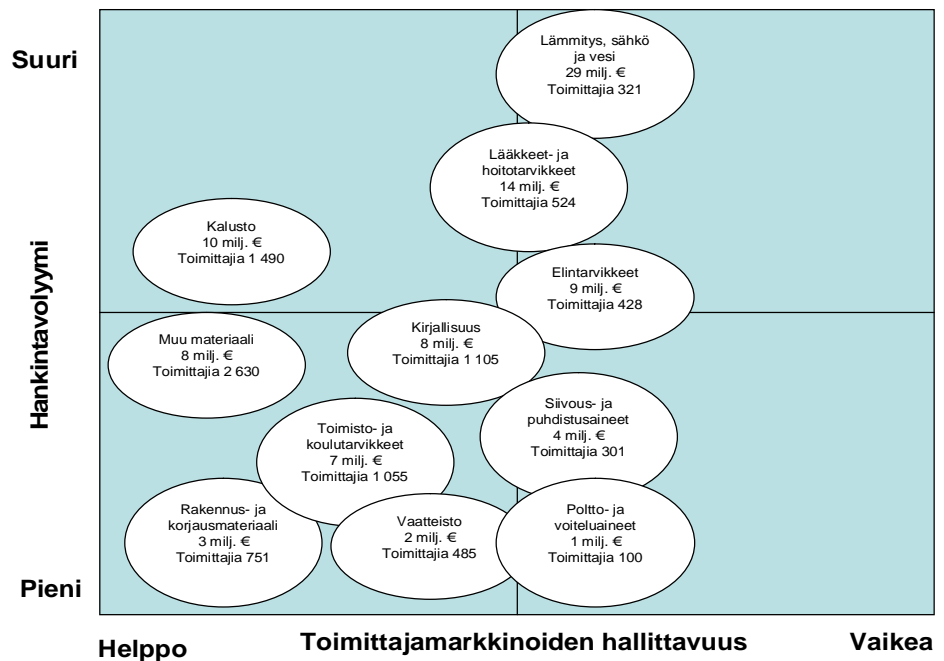 Suuri
Lämmitys, sähkö
ja vesi
29 milj. €
Toimittajia 321
Lääkkeet- ja
hoitotarvikkeet
14 milj. €
Toimittajia 524
Kalusto
10 milj. €
Toimittajia 1 490
Elintarvikkeet
9 milj. €
Toimittajia 428
Hankintavolyymi
Muu materiaali
8 milj. €
Toimittajia 2 630
Kirjallisuus
8 milj. €
Toimittajia 1 105
Siivous- ja
puhdistusaineet
4 milj. €
Toimittajia 301
Toimisto- ja
koulutarvikkeet
7 milj. €
Toimittajia 1 055
Rakennus- ja
korjausmateriaali
3 milj. €
Toimittajia 751
Vaatteisto
2 milj. €
Toimittajia 485
Poltto- ja
voiteluaineet
1 milj. €
Toimittajia 100
Pieni
Helppo
Toimittajamarkkinoiden hallittavuus
Vaikea